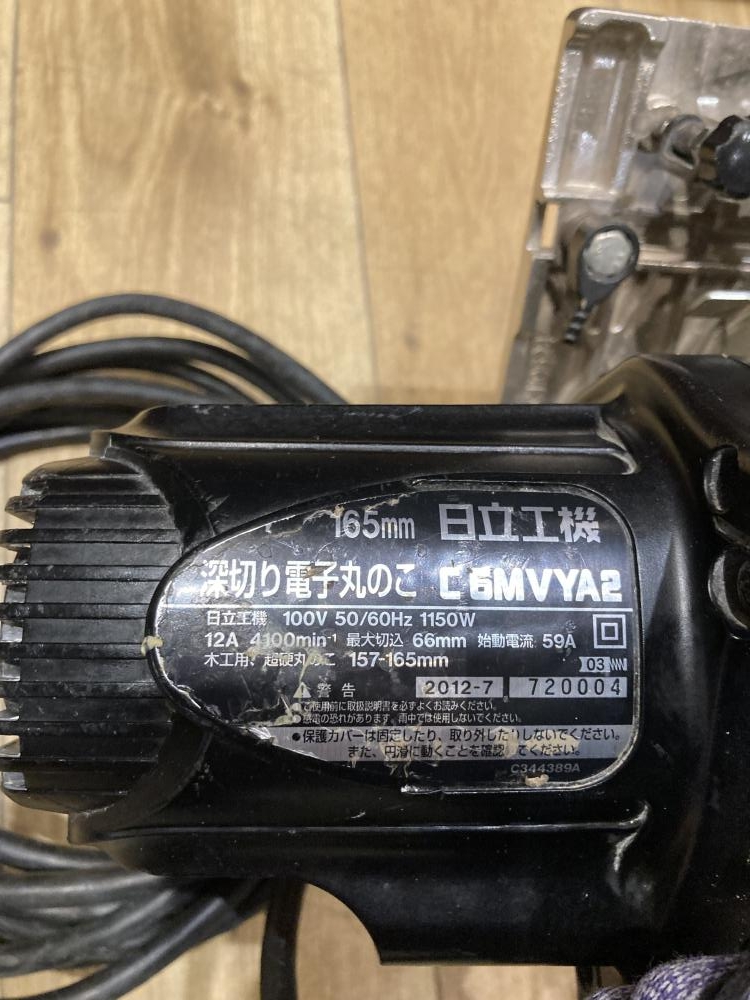 165mm 日立工機
深切り電子丸のこ C 6MVYA2
日立工機 100V 50/60Hz 1150W
12A 4100min⁻¹ 最大切込 66mm 始動電流 59A
木工用、超硬丸のこ 157-165mm
03
警告 2012-7 720004
ご使用前に取扱説明書を必ずよくお読みください。
感電の恐れがあります。雨中では使用しないでください。
● 保護カバーは固定したり、取り外したりしないでください。
また、円滑に動くことを確認 てください。
C344389A